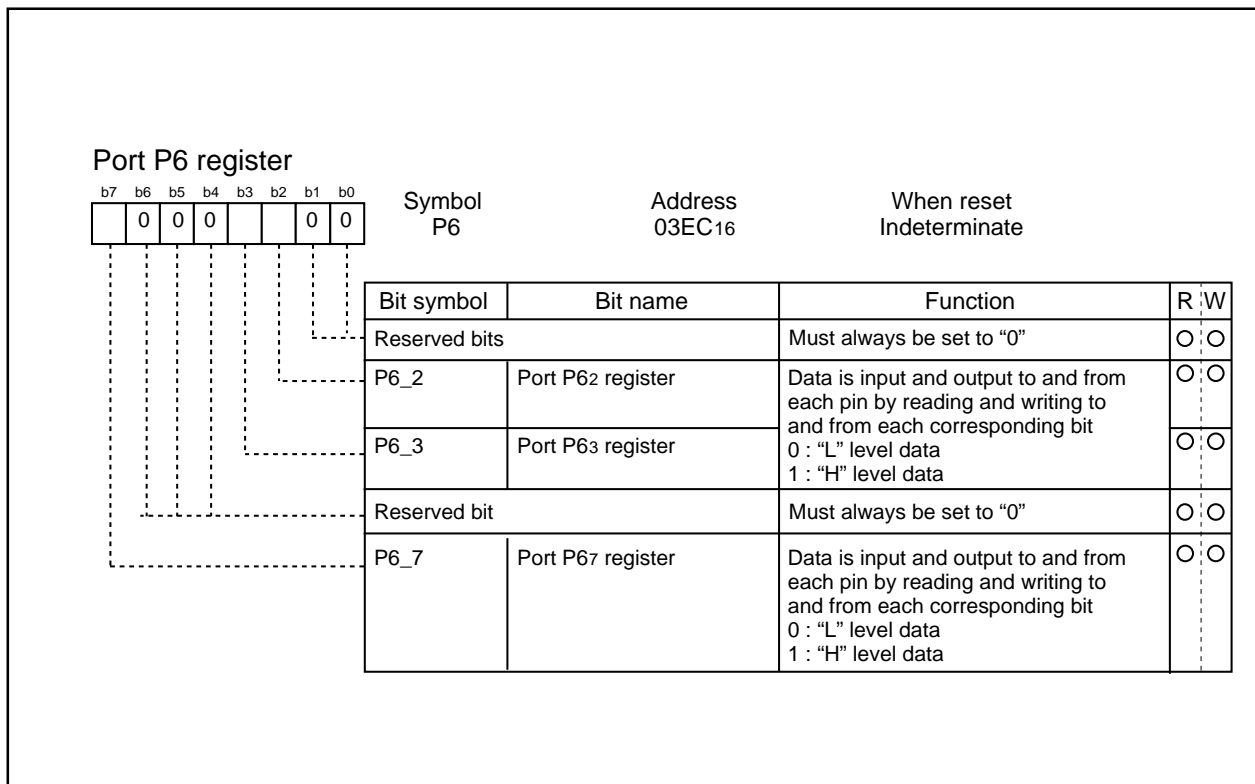 Port P6 register
b7 b6 b5 b4 b3 b2 b1 b0
0 0 0 0 0
Symbol Address When reset
P6 03EC16 Indeterminate
Bit symbol Bit name Function R W
Reserved bits Must always be set to “0” O O
P6_2 Port P62 register Data is input and output to and from O O
each pin by reading and writing to
and from each corresponding bit
P6_3 Port P63 register 0 : “L” level data O O
1 : “H” level data
Reserved bit Must always be set to “0” O O
P6_7 Port P67 register Data is input and output to and from O O
each pin by reading and writing to
and from each corresponding bit
0 : “L” level data
1 : “H” level data